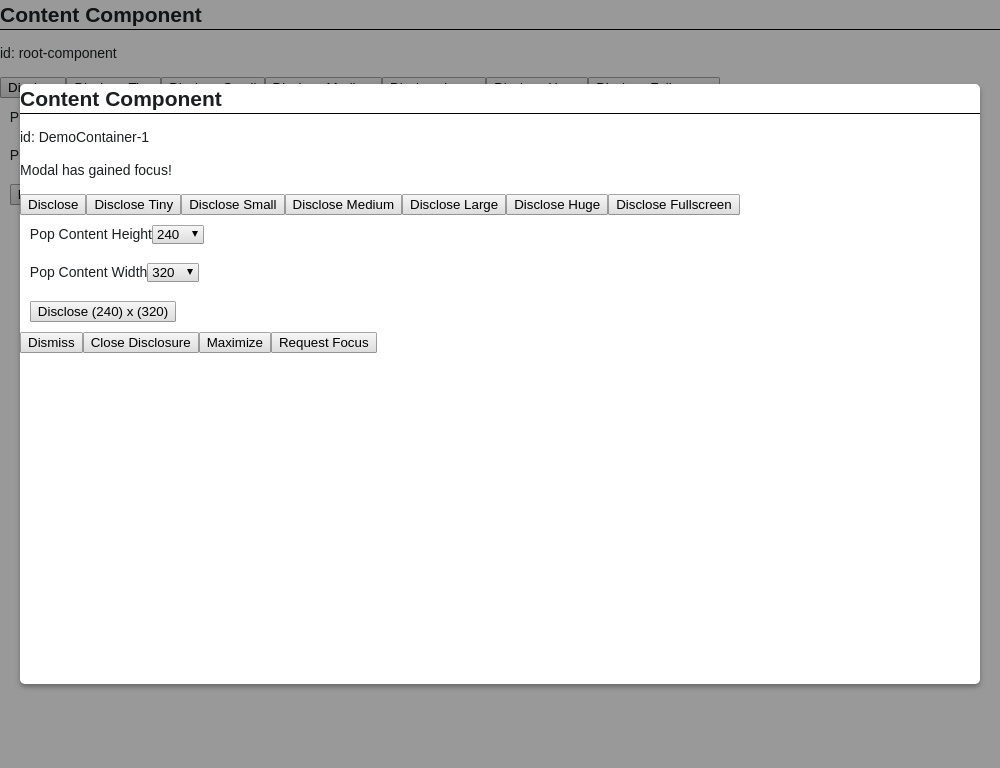 Content Component
id: root-component
Content Component
id: DemoContainer-1
Modal has gained focus!
Disclose Disclose Tiny Disclose Small Disclose Medium Disclose Large Disclose Huge Disclose Fullscreen
Pop Content Height 240
Pop Content Width 320
Disclose (240) x (320)
Dismiss Close Disclosure Maximize Request Focus